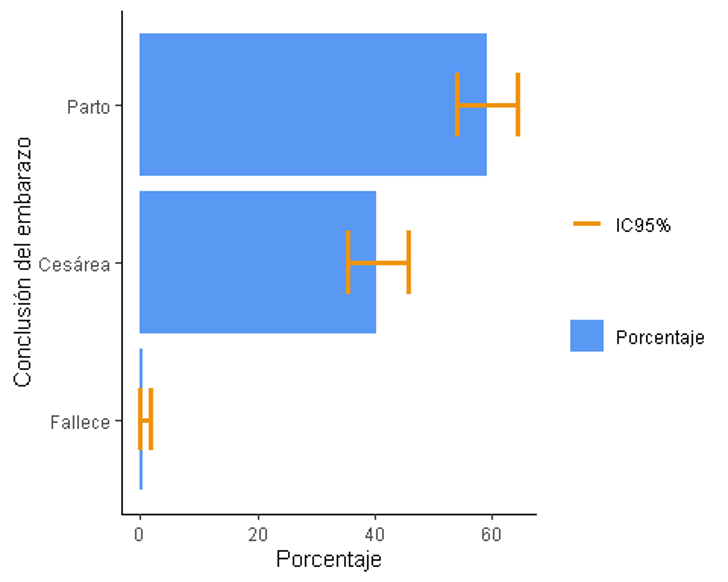 Conclusión del embarazo
Parto
Cesárea
Fallece
0 20 40 60
Porcentaje
IC95%
Porcentaje